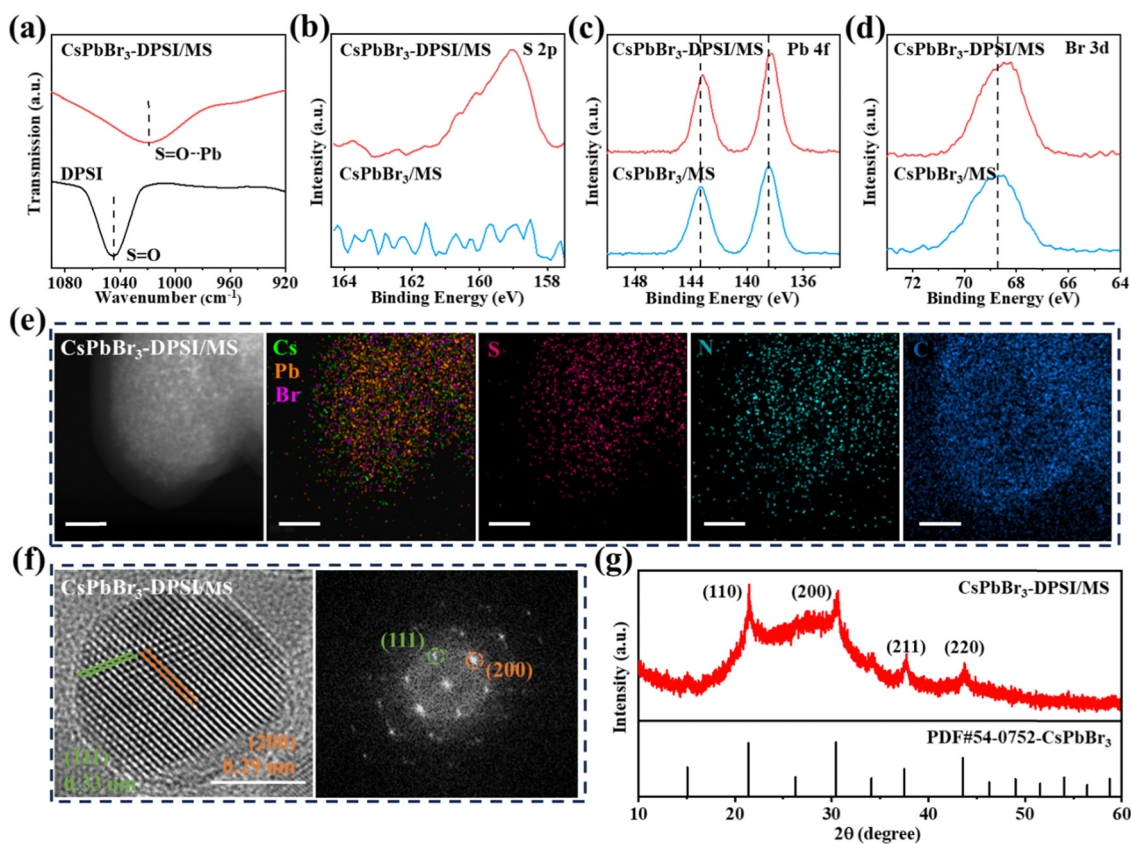 (a)
CsPbBr₃-DPSI/MS
S=O--Pb
DPSI
S=O
Transmission (a.u.)
1080 1040 1000 960 920
Wavenumber (cm⁻¹)
(b)
CsPbBr₃-DPSI/MS S 2p
CsPbBr₃/MS
Intensity (a.u.)
164 162 160 158
Binding Energy (eV)
(c)
CsPbBr₃-DPSI/MS Pb 4f
CsPbBr₃/MS
Intensity (a.u.)
148 144 140 136
Binding Energy (eV)
(d)
CsPbBr₃-DPSI/MS Br 3d
CsPbBr₃/MS
Intensity (a.u.)
72 70 68 66 64
Binding Energy (eV)
(e)
CsPbBr₃-DPSI/MS
Cs
Pb
Br
S
N
C
(f)
CsPbBr₃-DPSI/MS
(111)
0.33 nm
(200)
0.29 nm
(111)
(200)
(g)
CsPbBr₃-DPSI/MS
(110) (200)
(211) (220)
PDF#54-0752-CsPbBr₃
Intensity (a.u.)
10 20 30 40 50 60
2θ (degree)